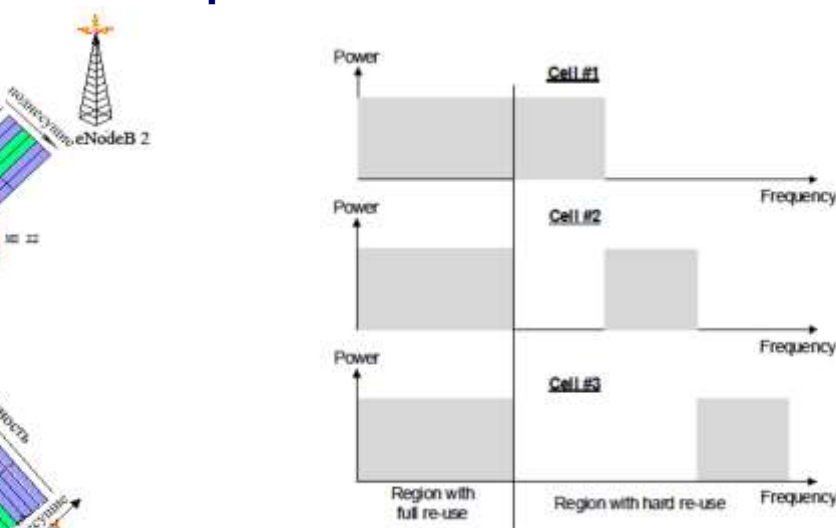 поднесущие
eNodeB 2
Power
Cell #1
Frequency
Power
Cell #2
Frequency
Power
Cell #3
Frequency
Region with
full re-use
Region with hard re-use